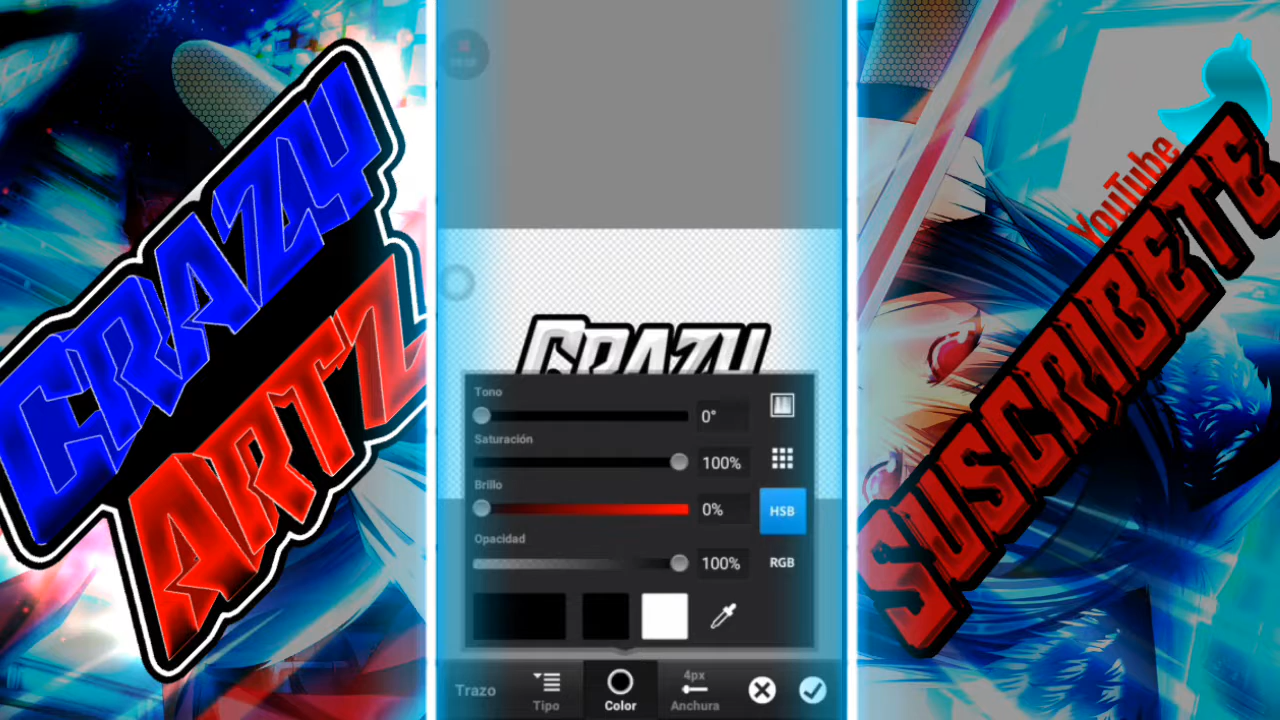 CRAZY
ARTZ
CRAZY
Tono
0°
Saturación
100%
Brillo
0%
HSB
Opacidad
100%
RGB
Trazo
Tipo
Color
4px
Anchura
YouTube
SUSCRIBETE